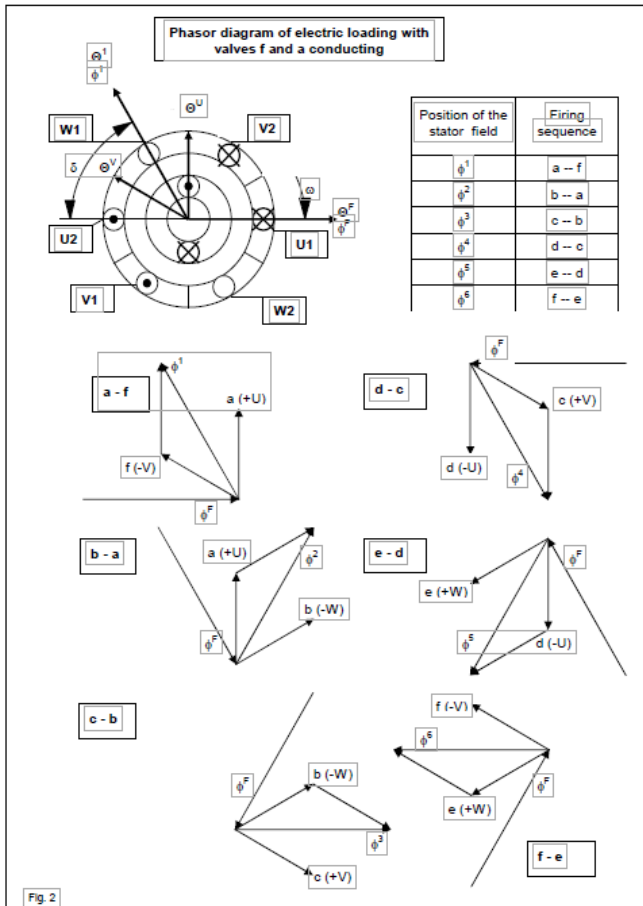 Phasor diagram of electric loading with
valves f and a conducting
Θ¹
ϕ¹
Θᵁ
W1
V2
δ
Θⱽ
ω
Θꟳ
ϕꟳ
U2
U1
V1
W2
Position of the
stator field
Firing
sequence
ϕ¹
a -- f
ϕ²
b -- a
ϕ³
c -- b
ϕ⁴
d -- c
ϕ⁵
e -- d
ϕ⁶
f -- e
a - f
ϕ¹
a (+U)
f (-V)
ϕꟳ
d - c
ϕꟳ
c (+V)
d (-U)
ϕ⁴
b - a
a (+U)
ϕ²
b (-W)
ϕꟳ
e - d
ϕꟳ
e (+W)
ϕ⁵
d (-U)
c - b
b (-W)
ϕꟳ
ϕ³
c (+V)
f (-V)
ϕ⁶
ϕꟳ
e (+W)
f - e
Fig. 2